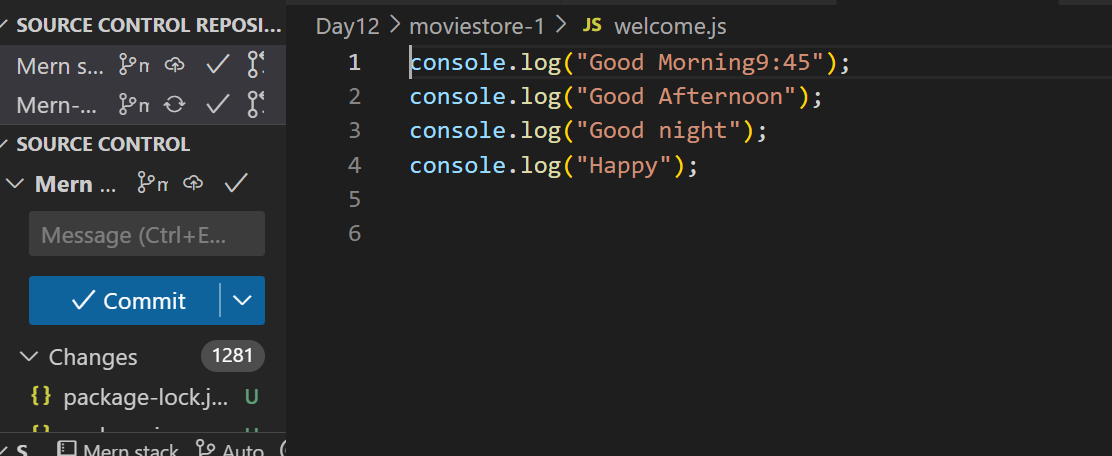 SOURCE CONTROL REPOSI...
Mern s...
Mern-...
SOURCE CONTROL
Mern ...
Message (Ctrl+E...
Commit
Changes 1281
{} package-lock.j... U
S
Mern stack Auto
Day12 > moviestore-1 > JS welcome.js
1 console.log("Good Morning9:45");
2 console.log("Good Afternoon");
3 console.log("Good night");
4 console.log("Happy");
5
6